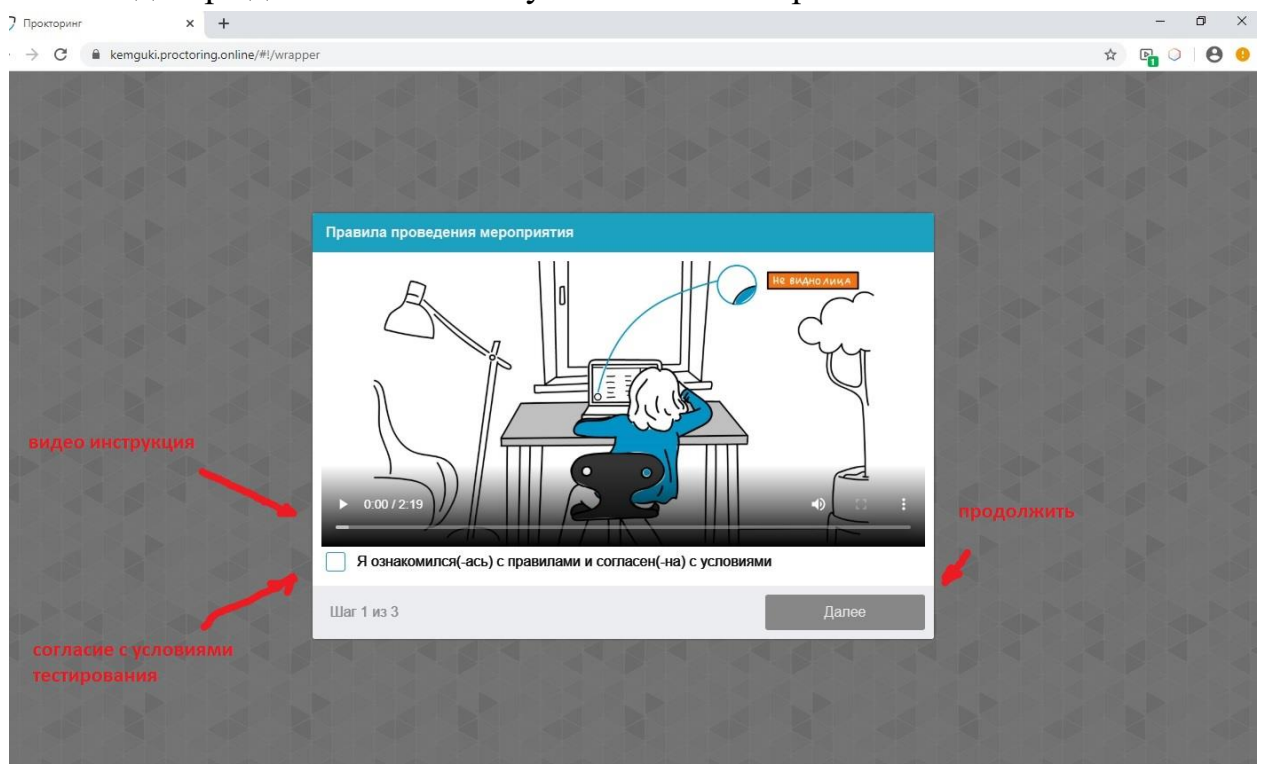 Прокторинг
kemguki.proctoring.online/#!/wrapper
1
Правила проведения мероприятия
Не видно лица
видео инструкция
0:00 / 2:19
продолжить
Я ознакомился(-ась) с правилами и согласен(-на) с условиями
Шаг 1 из 3
Далее
согласие с условиями
тестирования